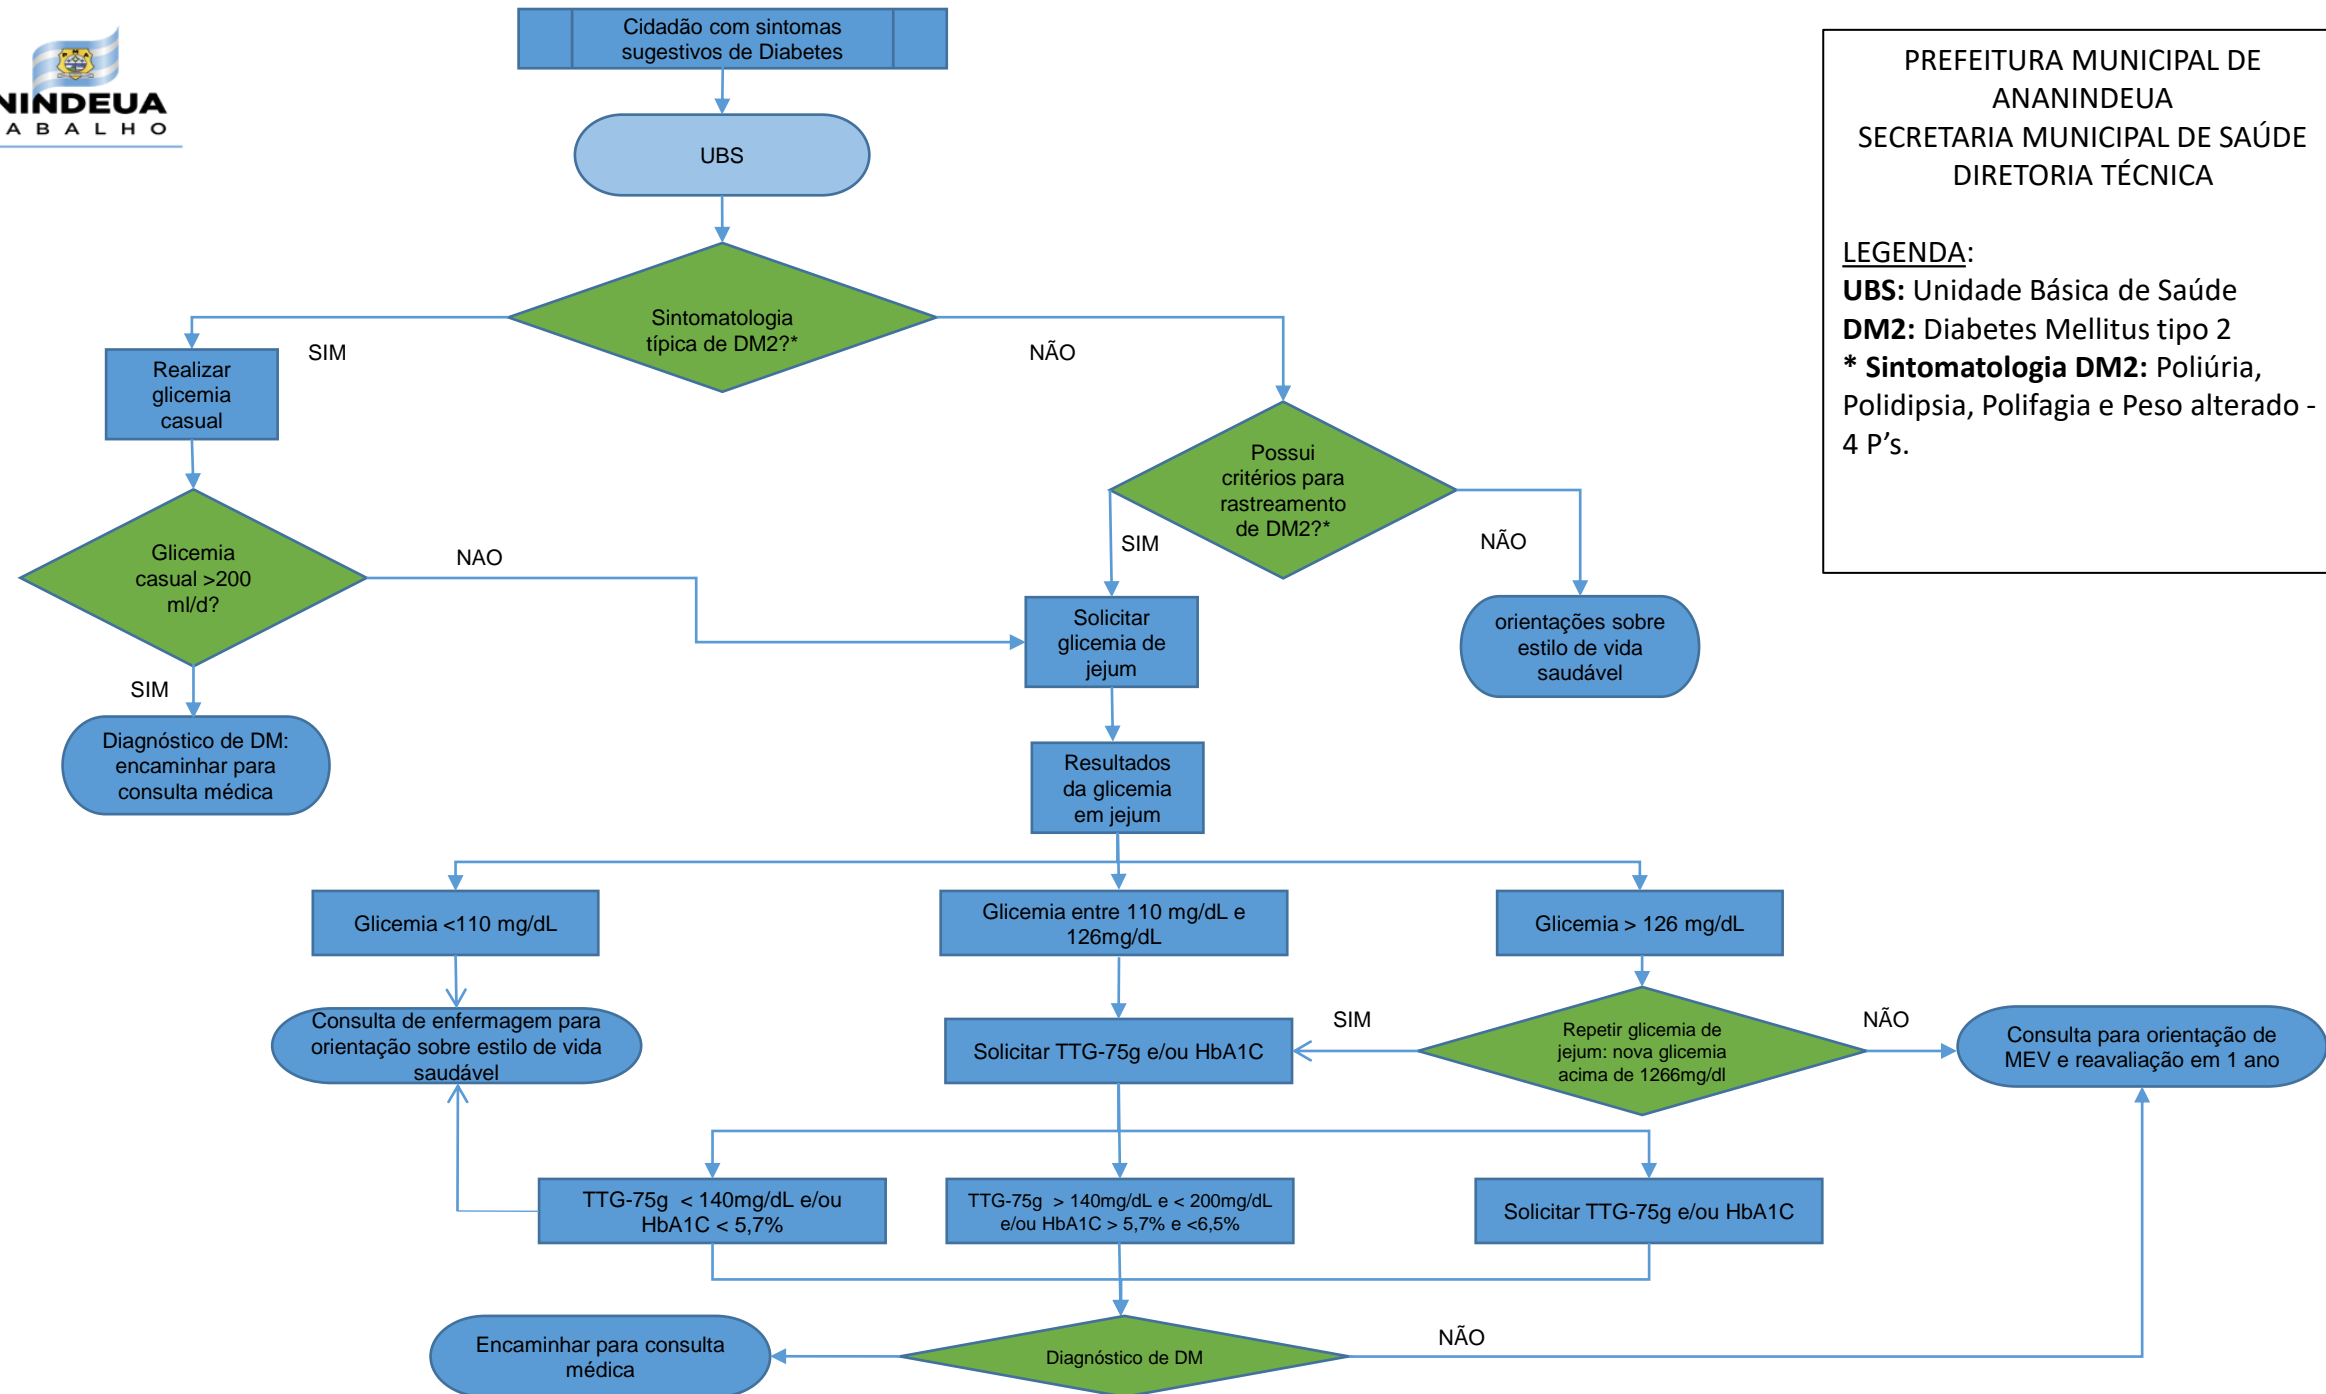 NINDEUA
ABALHO
Cidadão com sintomas
sugestivos de Diabetes
PREFEITURA MUNICIPAL DE
ANANINDEUA
SECRETARIA MUNICIPAL DE SAÚDE
DIRETORIA TÉCNICA
LEGENDA:
UBS: Unidade Básica de Saúde
DM2: Diabetes Mellitus tipo 2
* Sintomatologia DM2: Poliúria,
Polidipsia, Polifagia e Peso alterado -
4 P’s.
UBS
Sintomatologia
típica de DM2?*
SIM
NÃO
Realizar
glicemia
casual
Possui
critérios para
rastreamento
de DM2?*
SIM
NÃO
Glicemia
casual >200
ml/d?
NAO
SIM
Solicitar
glicemia de
jejum
orientações sobre
estilo de vida
saudável
Diagnóstico de DM:
encaminhar para
consulta médica
Resultados
da glicemia
em jejum
Glicemia <110 mg/dL
Glicemia entre 110 mg/dL e
126mg/dL
Glicemia > 126 mg/dL
Consulta de enfermagem para
orientação sobre estilo de vida
saudável
Solicitar TTG-75g e/ou HbA1C
SIM
Repetir glicemia de
jejum: nova glicemia
acima de 1266mg/dl
NÃO
Consulta para orientação de
MEV e reavaliação em 1 ano
TTG-75g < 140mg/dL e/ou
HbA1C < 5,7%
TTG-75g > 140mg/dL e < 200mg/dL
e/ou HbA1C > 5,7% e <6,5%
Solicitar TTG-75g e/ou HbA1C
Encaminhar para consulta
médica
Diagnóstico de DM
NÃO